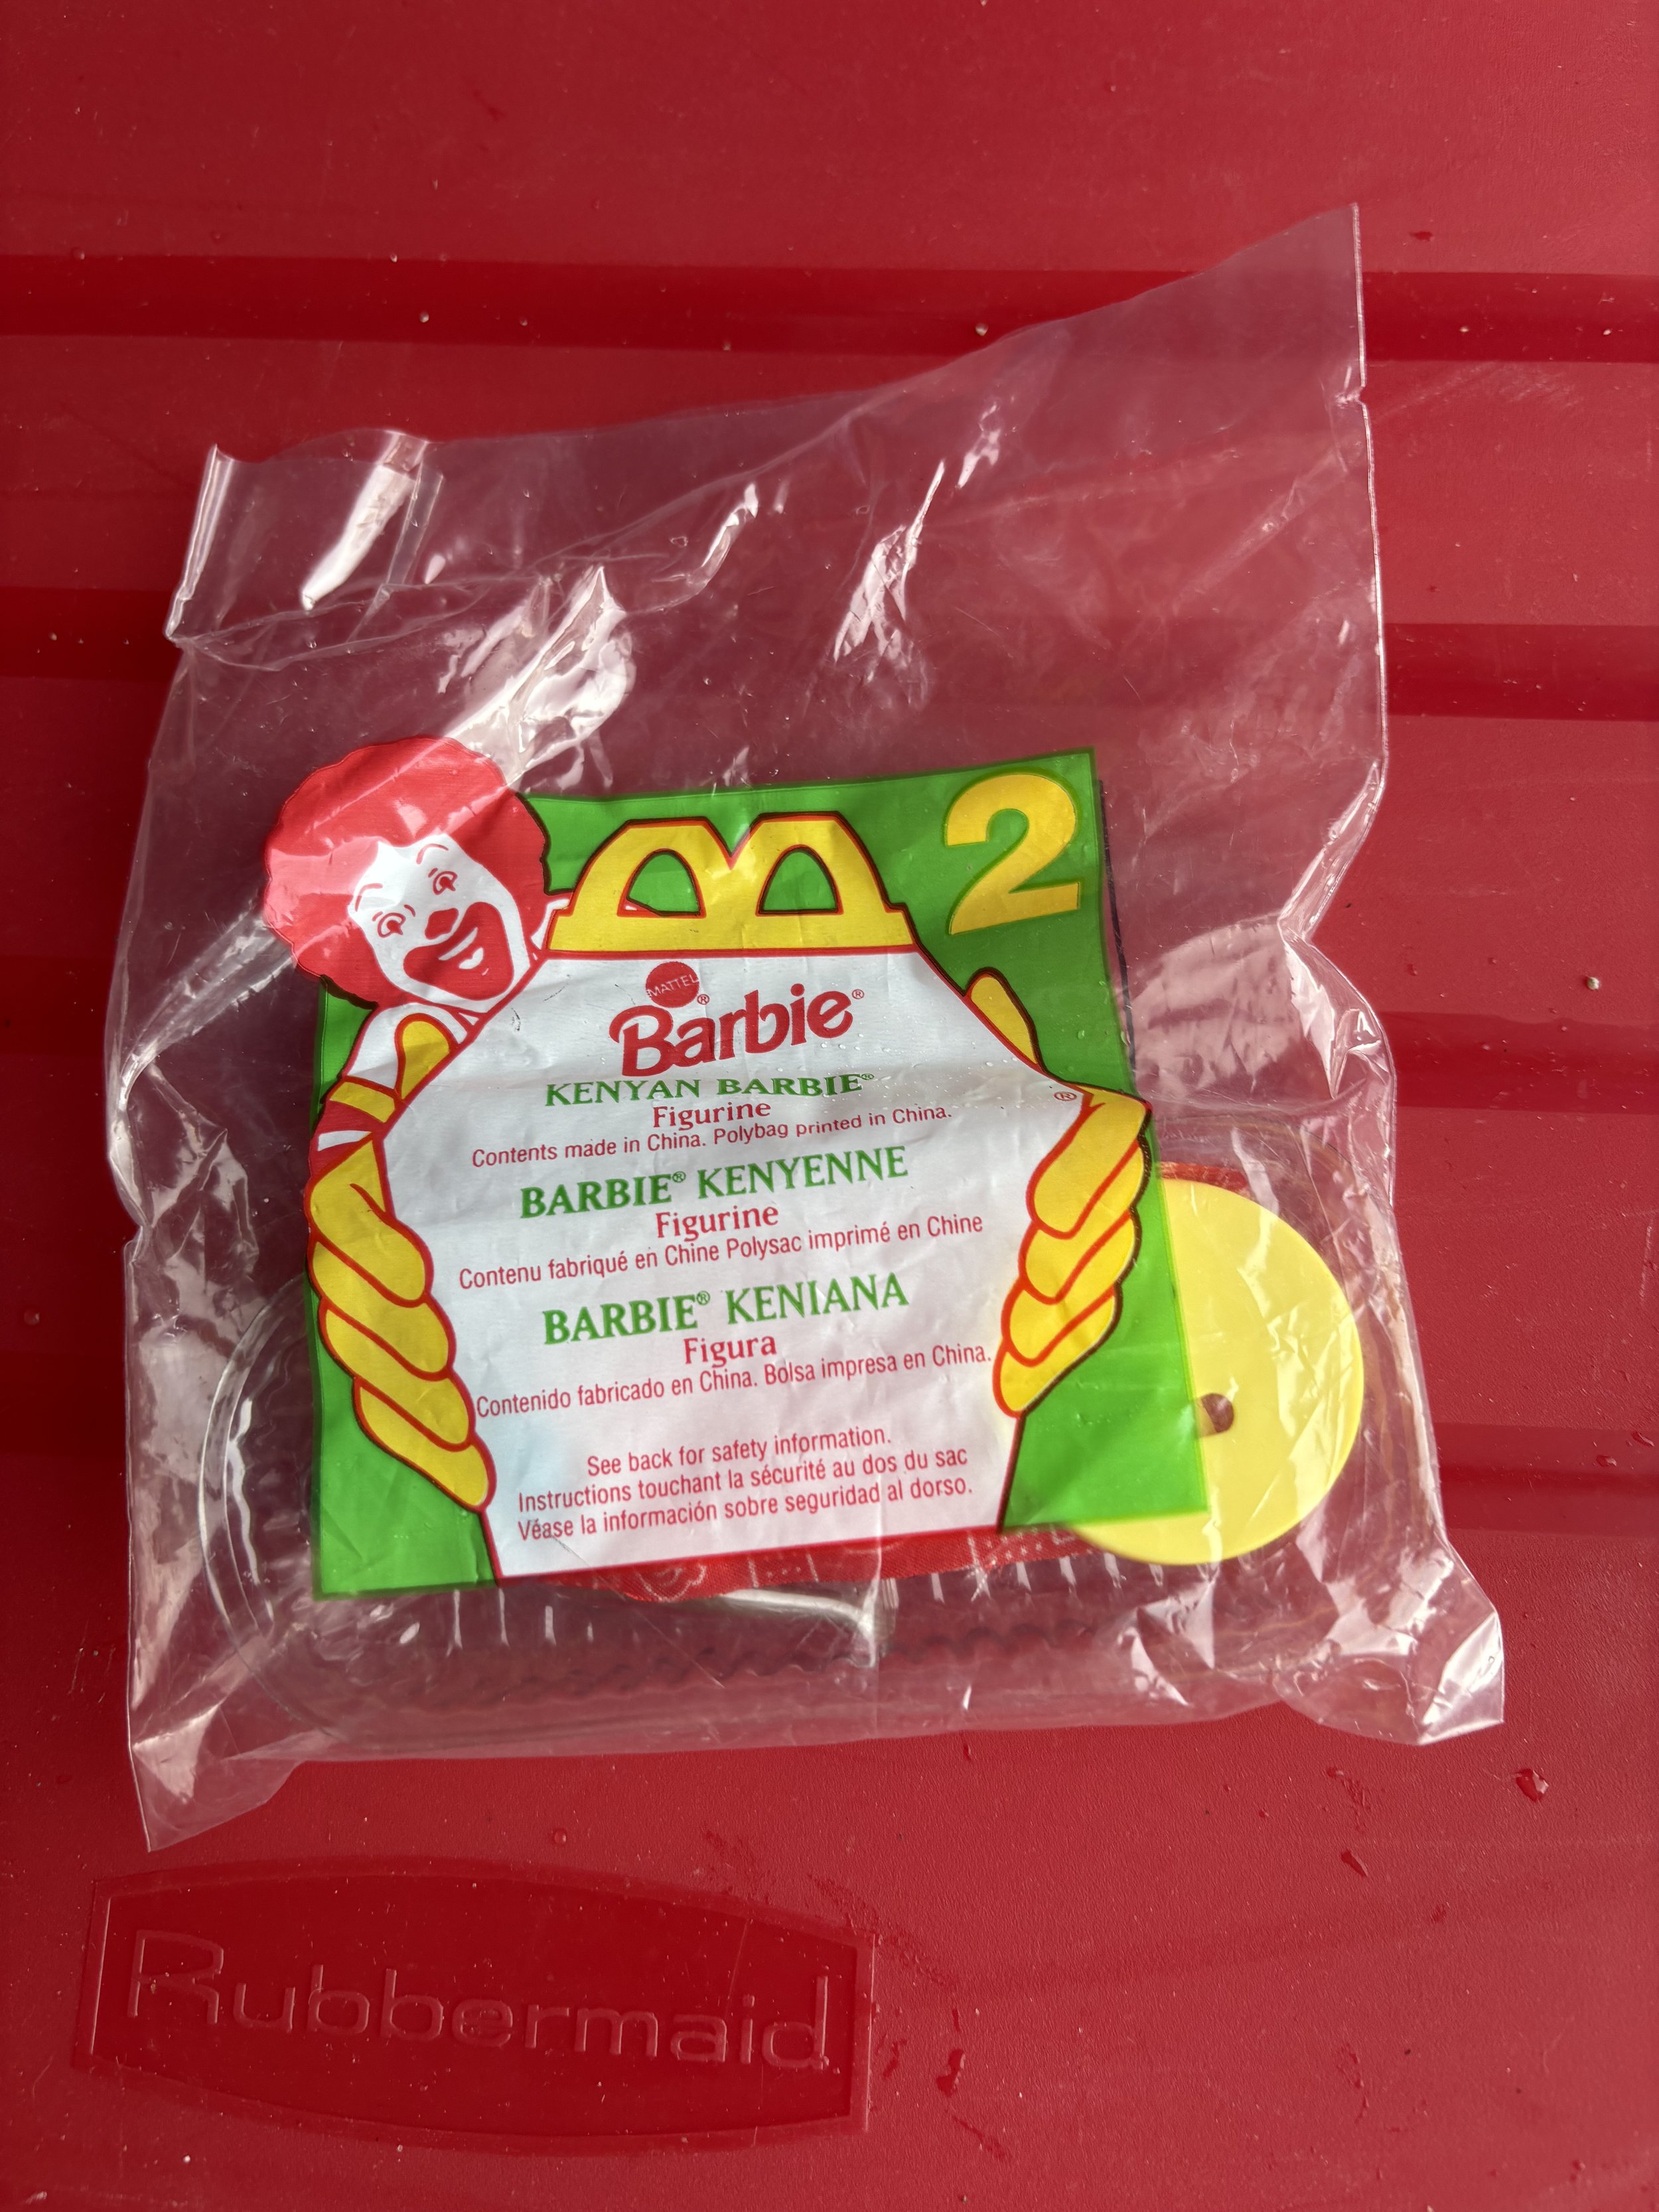 2
MATTEL®
Barbie®
KENYAN BARBIE®
Figurine
Contents made in China. Polybag printed in China.
®
BARBIE® KENYENNE
Figurine
Contenu fabriqué en Chine Polysac imprimé en Chine
BARBIE® KENIANA
Figura
Contenido fabricado en China. Bolsa impresa en China.
See back for safety information.
Instructions touchant la sécurité au dos du sac
Véase la información sobre seguridad al dorso.
Rubbermaid